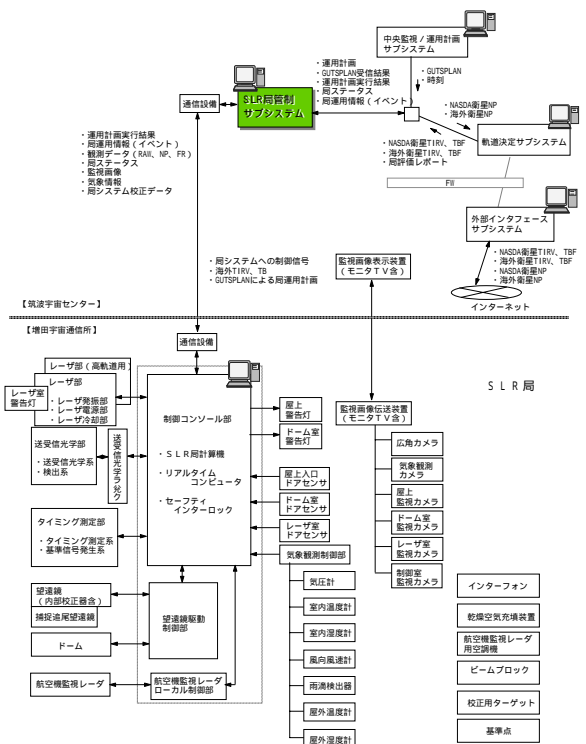 中央監視/運用計画
サブシステム
・運用計画
・GUTSPLAN受信結果
・運用計画実行結果
・局ステータス
・局運用情報(イベント)
・GUTSPLAN
・時刻
通信設備
SLR局管制
サブシステム
・NASDA衛星NP
・海外衛星NP
軌道決定サブシステム
・運用計画実行結果
・局運用情報(イベント)
・観測データ(RAW、NP、FR)
・局ステータス
・監視画像
・気象情報
・局システム校正データ
・NASDA衛星TIRV、TBF
・海外衛星TIRV、TBF
・局評価レポート
FW
外部インタフェース
サブシステム
・局システムへの制御信号
・海外TIRV、TB
・GUTSPLANによる局運用計画
監視画像表示装置
(モニタTV含)
・NASDA衛星TIRV、TBF
・海外衛星TIRV、TBF
・NASDA衛星NP
・海外衛星NP
インターネット
【筑波宇宙センター】
【増田宇宙通信所】
通信設備
SLR局
レーザ部(高軌道用)
レーザ部
・レーザ発振部
・レーザ電源部
・レーザ冷却部
レーザ室
警告灯
送受信光学部
・送受信光学系
・検出系
送受信光学ラック
タイミング測定部
・タイミング測定系
・基準信号発生系
望遠鏡
(内部校正器含)
捕捉追尾望遠鏡
ドーム
航空機監視レーダ
制御コンソール部
・SLR局計算機
・リアルタイム
コンピュータ
・セーフティ
インターロック
望遠鏡駆動
制御部
航空機監視レーダ
ローカル制御部
屋上
警告灯
ドーム室
警告灯
屋上入口
ドアセンサ
ドーム室
ドアセンサ
レーザ室
ドアセンサ
気象観測制御部
気圧計
室内温度計
室内湿度計
風向風速計
雨滴検出器
屋外温度計
屋外湿度計
監視画像伝送装置
(モニタTV含)
広角カメラ
気象観測
カメラ
屋上
監視カメラ
ドーム室
監視カメラ
レーザ室
監視カメラ
制御室
監視カメラ
インターフォン
乾燥空気充填装置
航空機監視レーダ
用空調機
ビームブロック
校正用ターゲット
基準点